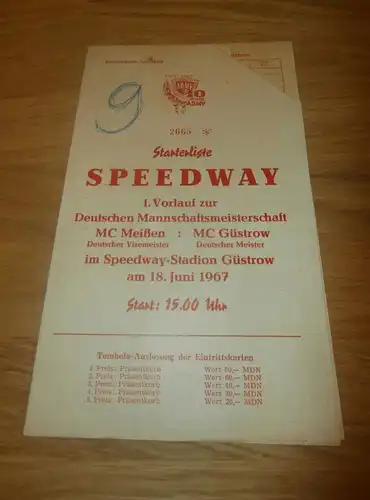 9
ADMV
2665
Starterliste
SPEEDWAY
1. Vorlauf zur
Deutschen Mannschaftsmeisterschaft
MC Meißen : MC Güstrow
Deutscher Vizemeister Deutscher Meister
im Speedway-Stadion Güstrow
am 18. Juni 1967
Start: 15.00 Uhr
Tombola-Auslosung der Eintrittskarten
1. Preis: Präsentkorb Wert 80,— MDN
2. Preis: Präsentkorb Wert 60,— MDN
3. Preis: Präsentkorb Wert 40,— MDN
4. Preis: Präsentkorb Wert 30,— MDN
5. Preis: Präsentkorb Wert 20,— MDN